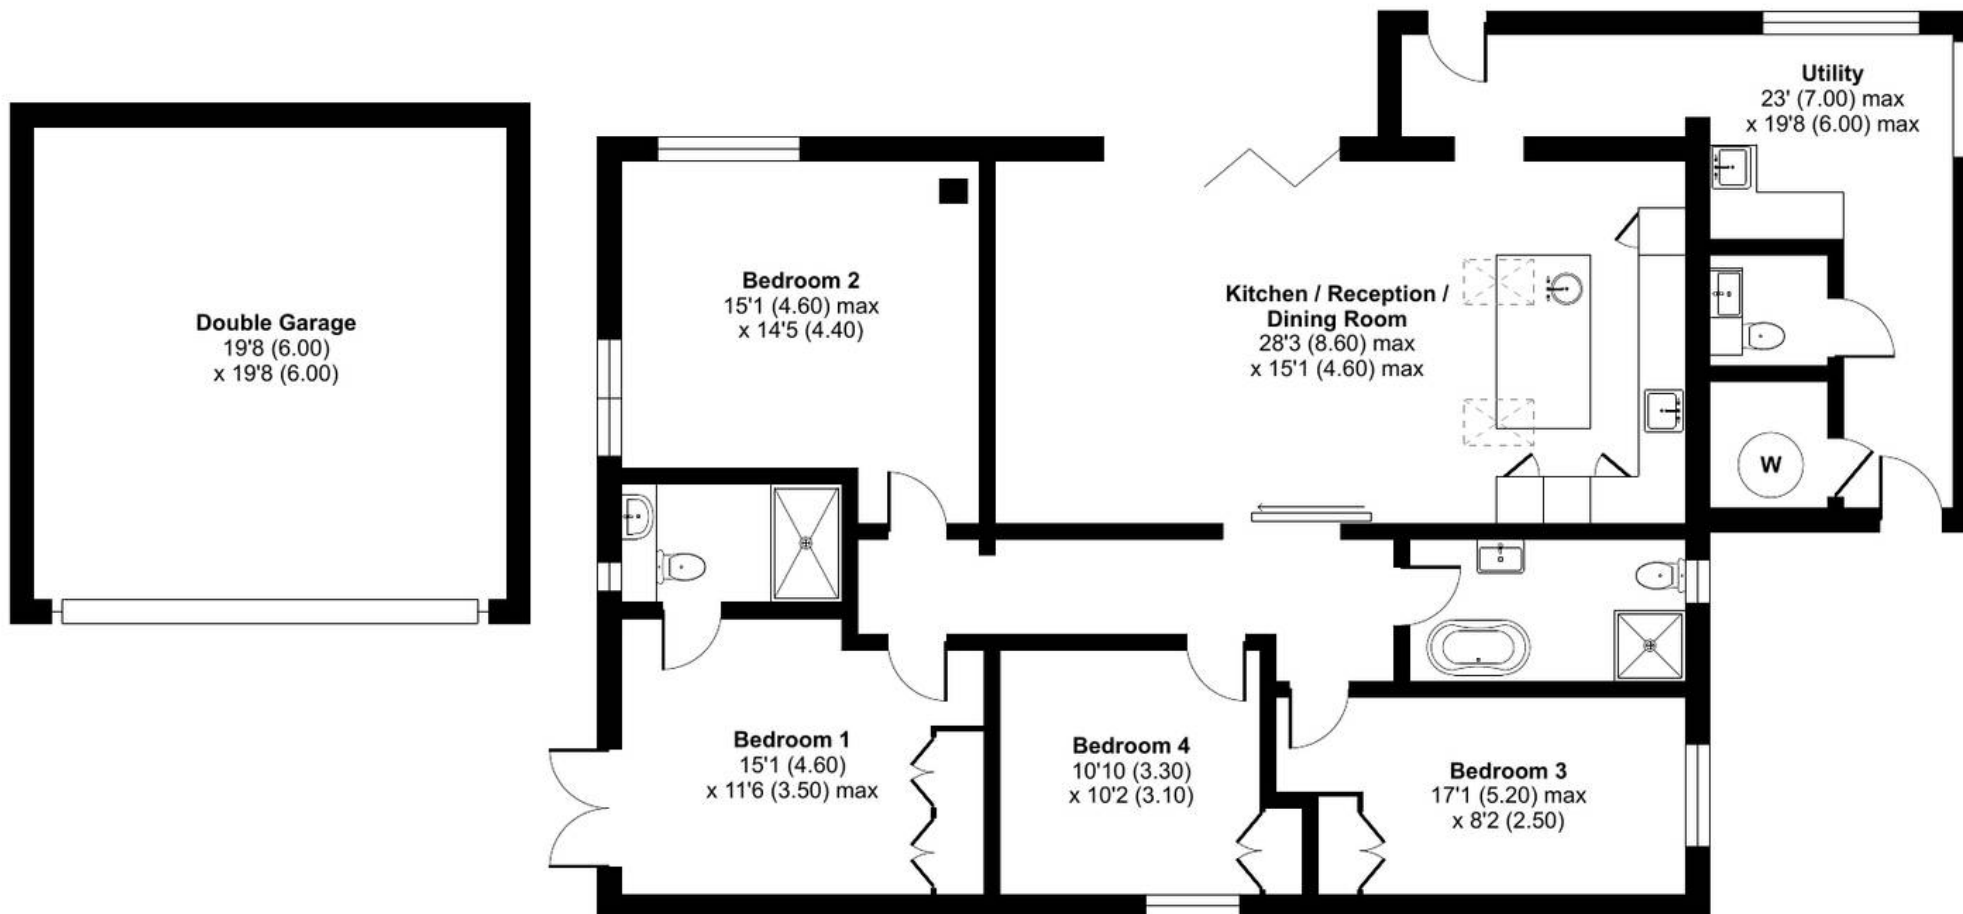 Utility
23' (7.00) max
x 19'8 (6.00) max
Double Garage
19'8 (6.00)
x 19'8 (6.00)
Bedroom 2
15'1 (4.60) max
x 14'5 (4.40)
Kitchen / Reception /
Dining Room
28'3 (8.60) max
x 15'1 (4.60) max
W
Bedroom 1
15'1 (4.60)
x 11'6 (3.50) max
Bedroom 4
10'10 (3.30)
x 10'2 (3.10)
Bedroom 3
17'1 (5.20) max
x 8'2 (2.50)